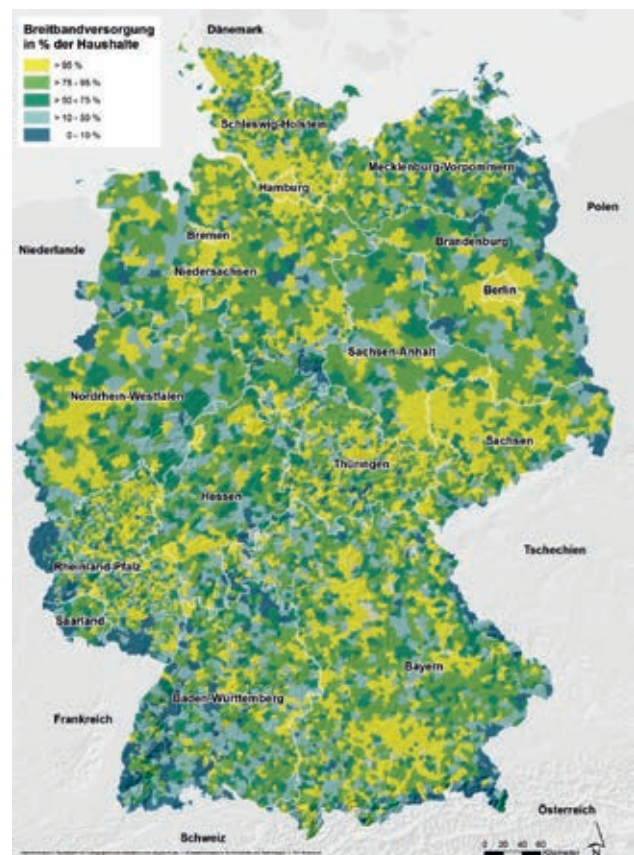 Breitbandversorgung
in % der Haushalte
> 95 %
> 75 - 95 %
> 50 - 75 %
> 10 - 50 %
0 - 10 %
Dänemark
Schleswig-Holstein
Mecklenburg-Vorpommern
Hamburg
Polen
Bremen
Brandenburg
Niederlande
Niedersachsen
Berlin
Sachsen-Anhalt
Nordrhein-Westfalen
Sachsen
Thüringen
Hessen
Tschechien
Rheinland-Pfalz
Saarland
Bayern
Baden-Württemberg
Frankreich
Österreich
Schweiz
0 20 40 60
N